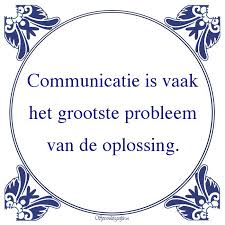 Communicatie is vaak
het grootste probleem
van de oplossing.